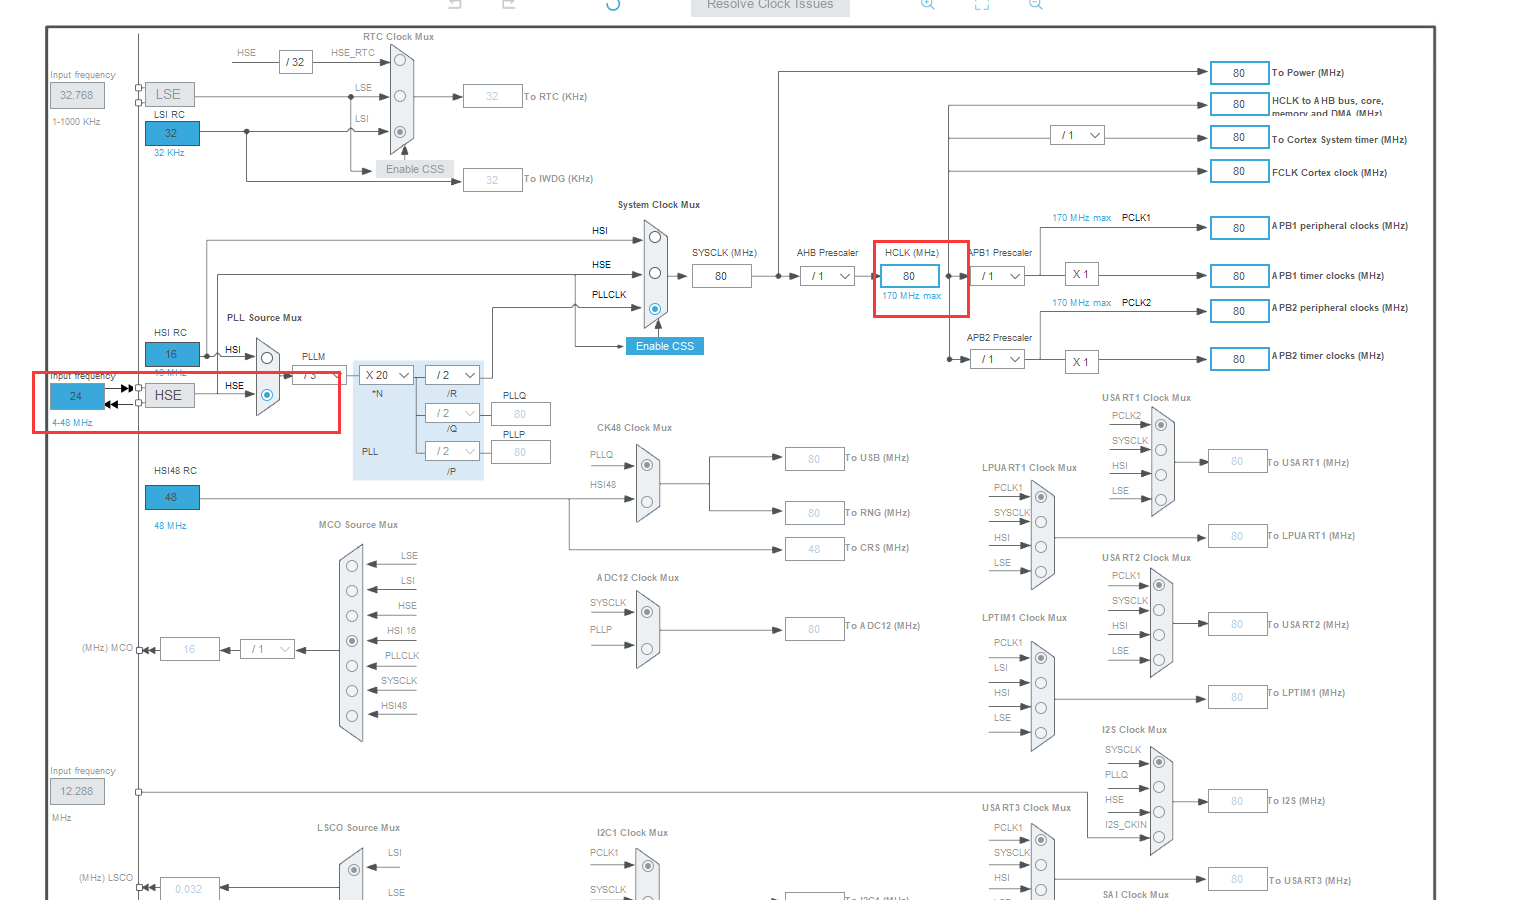 Resolve Clock Issues
RTC Clock Mux
HSE
/ 32
HSE_RTC
Input frequency
32.768
1-1000 KHz
LSE
LSE
32
To RTC (KHz)
LSI RC
32
32 KHz
LSI
Enable CSS
32
To IWDG (KHz)
80
To Power (MHz)
80
HCLK to AHB bus, core,
memory and DMA (MHz)
/ 1
80
To Cortex System timer (MHz)
80
FCLK Cortex clock (MHz)
System Clock Mux
HSI
HSE
PLLCLK
Enable CSS
SYSCLK (MHz)
80
AHB Prescaler
/ 1
HCLK (MHz)
80
170 MHz max
APB1 Prescaler
/ 1
170 MHz max
PCLK1
80
APB1 peripheral clocks (MHz)
X 1
80
APB1 timer clocks (MHz)
170 MHz max
PCLK2
80
APB2 peripheral clocks (MHz)
APB2 Prescaler
/ 1
X 1
80
APB2 timer clocks (MHz)
PLL Source Mux
HSI RC
16
16 MHz
HSI
HSE
Input frequency
24
4-48 MHz
HSE
PLLM
/ 3
X 20
*N
/ 2
/R
/ 2
/Q
/ 2
/P
PLL
PLLQ
80
PLLP
80
HSI48 RC
48
48 MHz
CK48 Clock Mux
PLLQ
HSI48
80
To USB (MHz)
80
To RNG (MHz)
48
To CRS (MHz)
MCO Source Mux
LSE
LSI
HSE
HSI 16
PLLCLK
SYSCLK
HSI48
(MHz) MCO
16
/ 1
ADC12 Clock Mux
SYSCLK
PLLP
80
To ADC12 (MHz)
USART1 Clock Mux
PCLK2
SYSCLK
HSI
LSE
80
To USART1 (MHz)
LPUART1 Clock Mux
PCLK1
SYSCLK
HSI
LSE
80
To LPUART1 (MHz)
USART2 Clock Mux
PCLK1
SYSCLK
HSI
LSE
80
To USART2 (MHz)
LPTIM1 Clock Mux
PCLK1
LSI
HSI
LSE
80
To LPTIM1 (MHz)
I2S Clock Mux
SYSCLK
PLLQ
HSE
I2S_CKIN
80
To I2S (MHz)
Input frequency
12.288
MHz
LSCO Source Mux
LSI
LSE
(MHz) LSCO
0.032
I2C1 Clock Mux
PCLK1
SYSCLK
80
To I2C1 (MHz)
USART3 Clock Mux
PCLK1
SYSCLK
HSI
80
To USART3 (MHz)
SAI Clock Mux